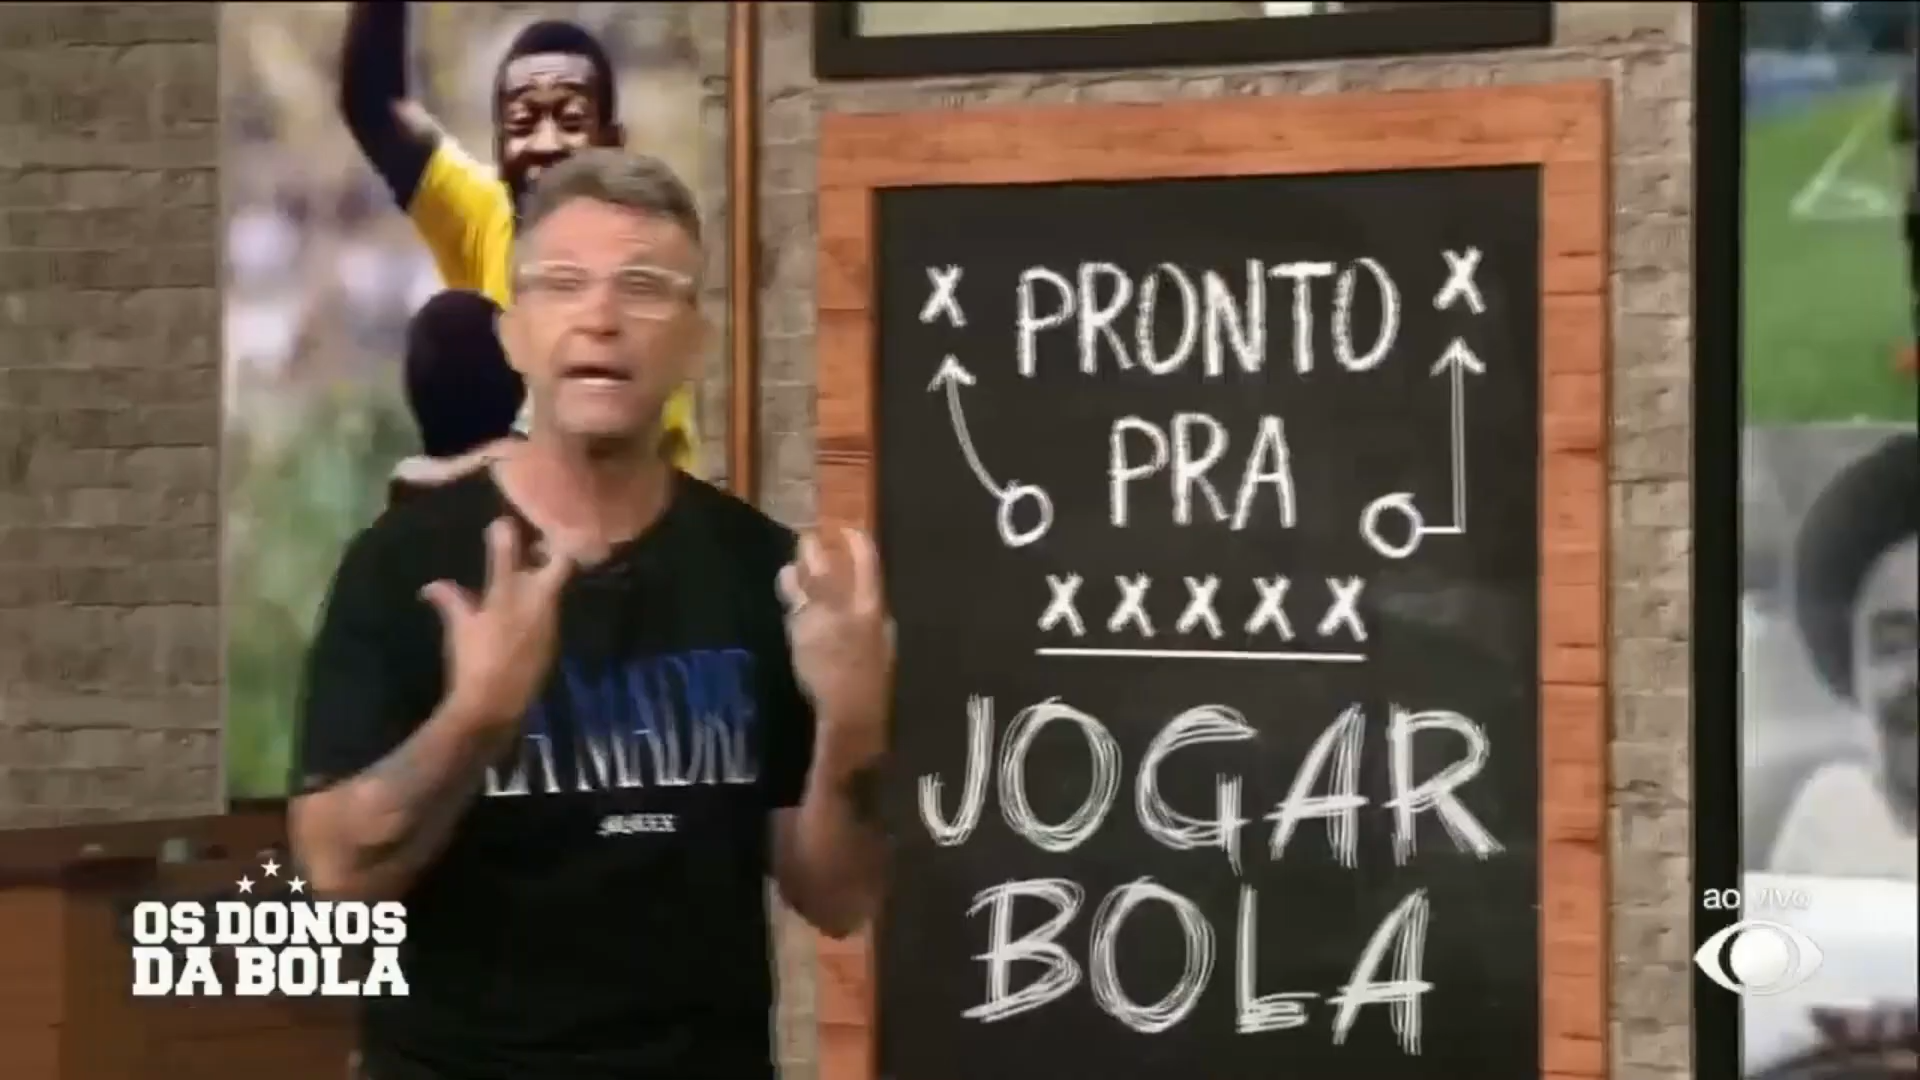 X PRONTO X
PRA
X X X X X
JOGAR
BOLA
LA MADRE
OS DONOS
DA BOLA
ao vivo